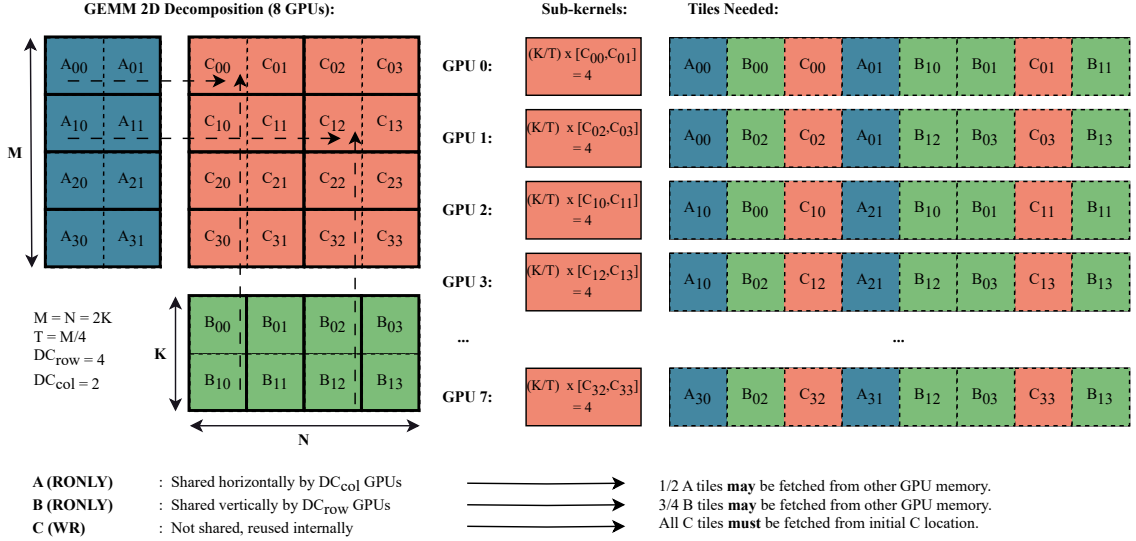 GEMM 2D Decomposition (8 GPUs):
Sub-kernels:
Tiles Needed:
A00 A01 C00 C01 C02 C03
A10 A11 C10 C11 C12 C13
A20 A21 C20 C21 C22 C23
A30 A31 C30 C31 C32 C33
M
M = N = 2K
T = M/4
DCrow = 4
DCcol = 2
K
B00 B01 B02 B03
B10 B11 B12 B13
N
GPU 0: (K/T) x [C00,C01] = 4 A00 B00 C00 A01 B10 B01 C01 B11
GPU 1: (K/T) x [C02,C03] = 4 A00 B02 C02 A01 B12 B03 C03 B13
GPU 2: (K/T) x [C10,C11] = 4 A10 B00 C10 A21 B10 B01 C11 B11
GPU 3: (K/T) x [C12,C13] = 4 A10 B02 C12 A21 B12 B03 C13 B13
... ...
GPU 7: (K/T) x [C32,C33] = 4 A30 B02 C32 A31 B12 B03 C33 B13
A (RONLY) : Shared horizontally by DCcol GPUs 1/2 A tiles may be fetched from other GPU memory.
B (RONLY) : Shared vertically by DCrow GPUs 3/4 B tiles may be fetched from other GPU memory.
C (WR) : Not shared, reused internally All C tiles must be fetched from initial C location.